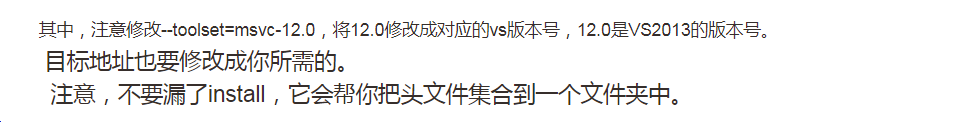 其中，注意修改--toolset=msvc-12.0，将12.0修改成对应的vs版本号，12.0是VS2013的版本号。
目标地址也要修改成你所需的。
注意，不要漏了install，它会帮你把头文件集合到一个文件夹中。